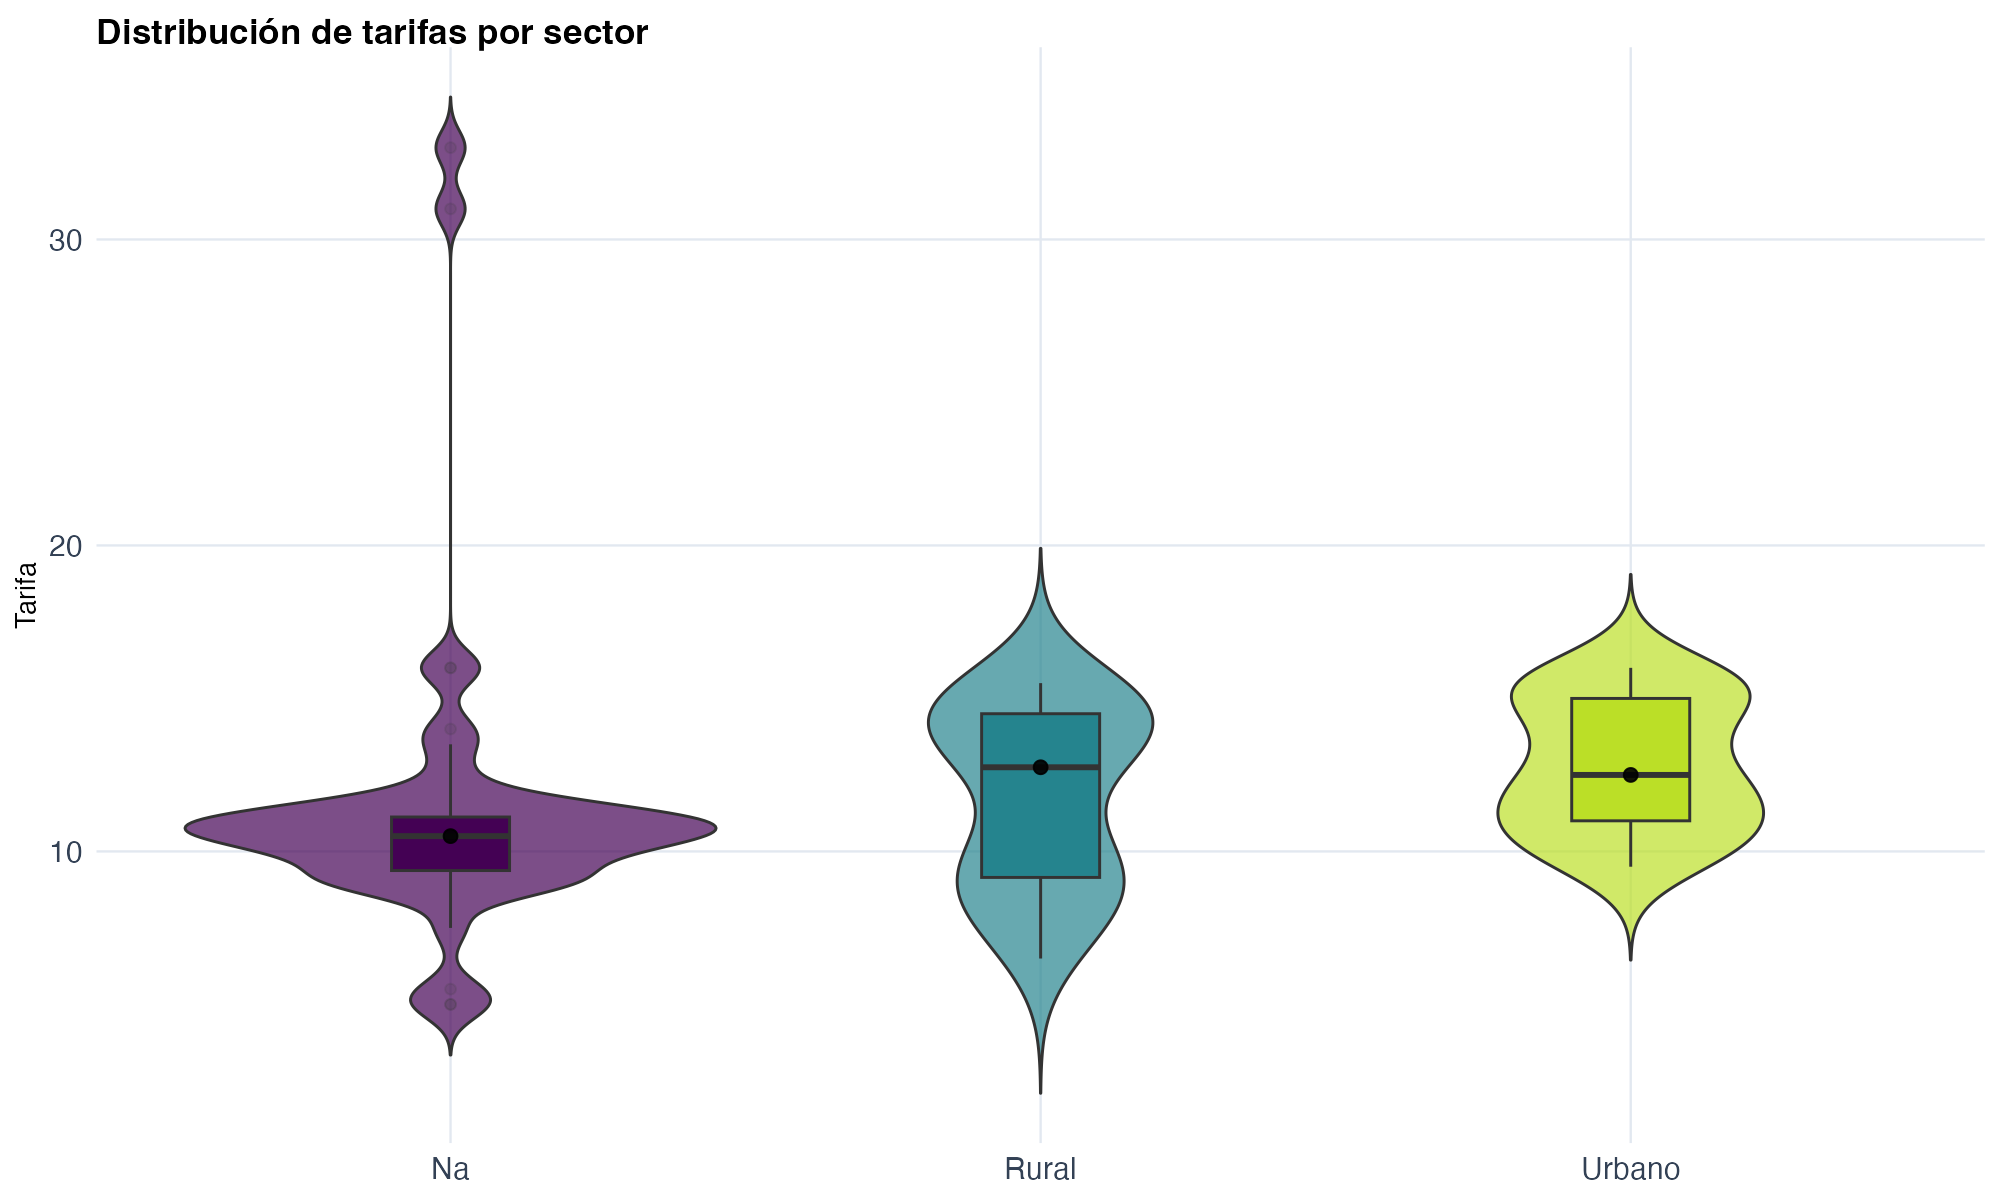 Distribución de tarifas por sector
Tarifa
30
20
10
Na
Rural
Urbano